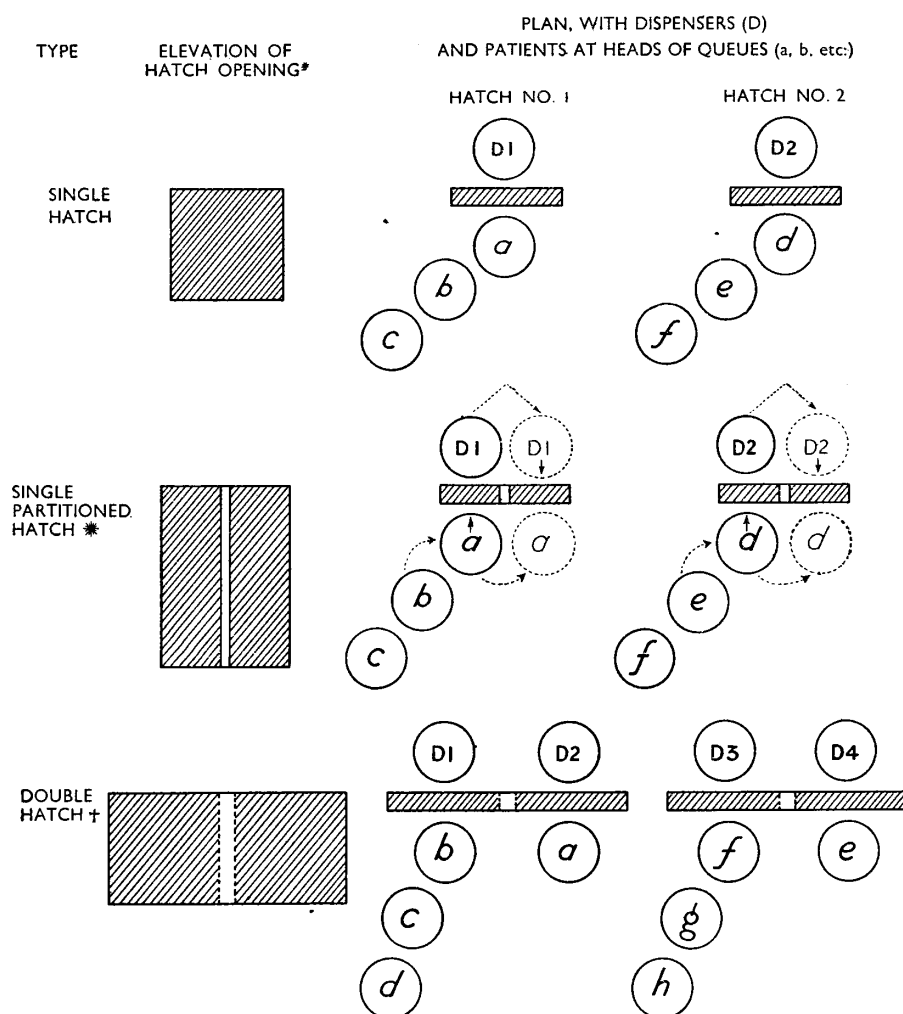 PLAN, WITH DISPENSERS (D)
TYPE ELEVATION OF AND PATIENTS AT HEADS OF QUEUES (a, b, etc:)
HATCH OPENING*
HATCH NO. 1 HATCH NO. 2
D1 D2
SINGLE
HATCH
a d
b e
c f
D1 D1 D2 D2
SINGLE
PARTITIONED
HATCH ✷
a a d d
b e
c f
D1 D2 D3 D4
DOUBLE
HATCH †
b a f e
c g
d h